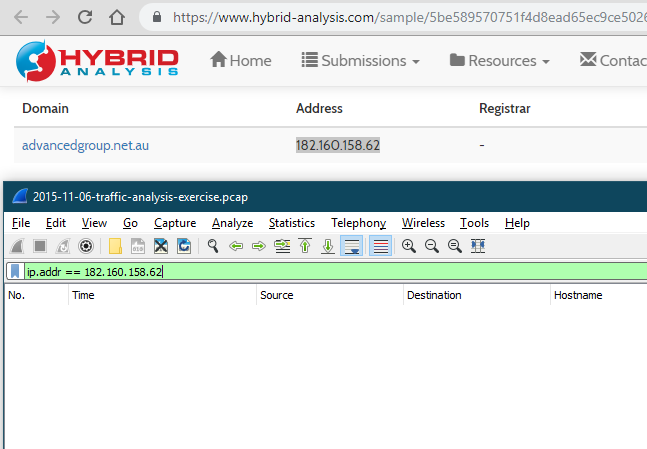 https://www.hybrid-analysis.com/sample/5be589570751f4d8ead65ec9ce502
HYBRID
ANALYSIS
Home
Submissions
Resources
Contac
Domain
Address
Registrar
advancedgroup.net.au
182.160.158.62
-
2015-11-06-traffic-analysis-exercise.pcap
File
Edit
View
Go
Capture
Analyze
Statistics
Telephony
Wireless
Tools
Help
ip.addr == 182.160.158.62
No.
Time
Source
Destination
Hostname